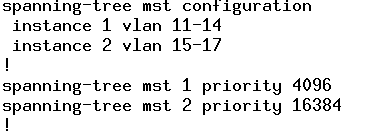 spanning-tree mst configuration
 instance 1 vlan 11-14
 instance 2 vlan 15-17
!
spanning-tree mst 1 priority 4096
spanning-tree mst 2 priority 16384
!